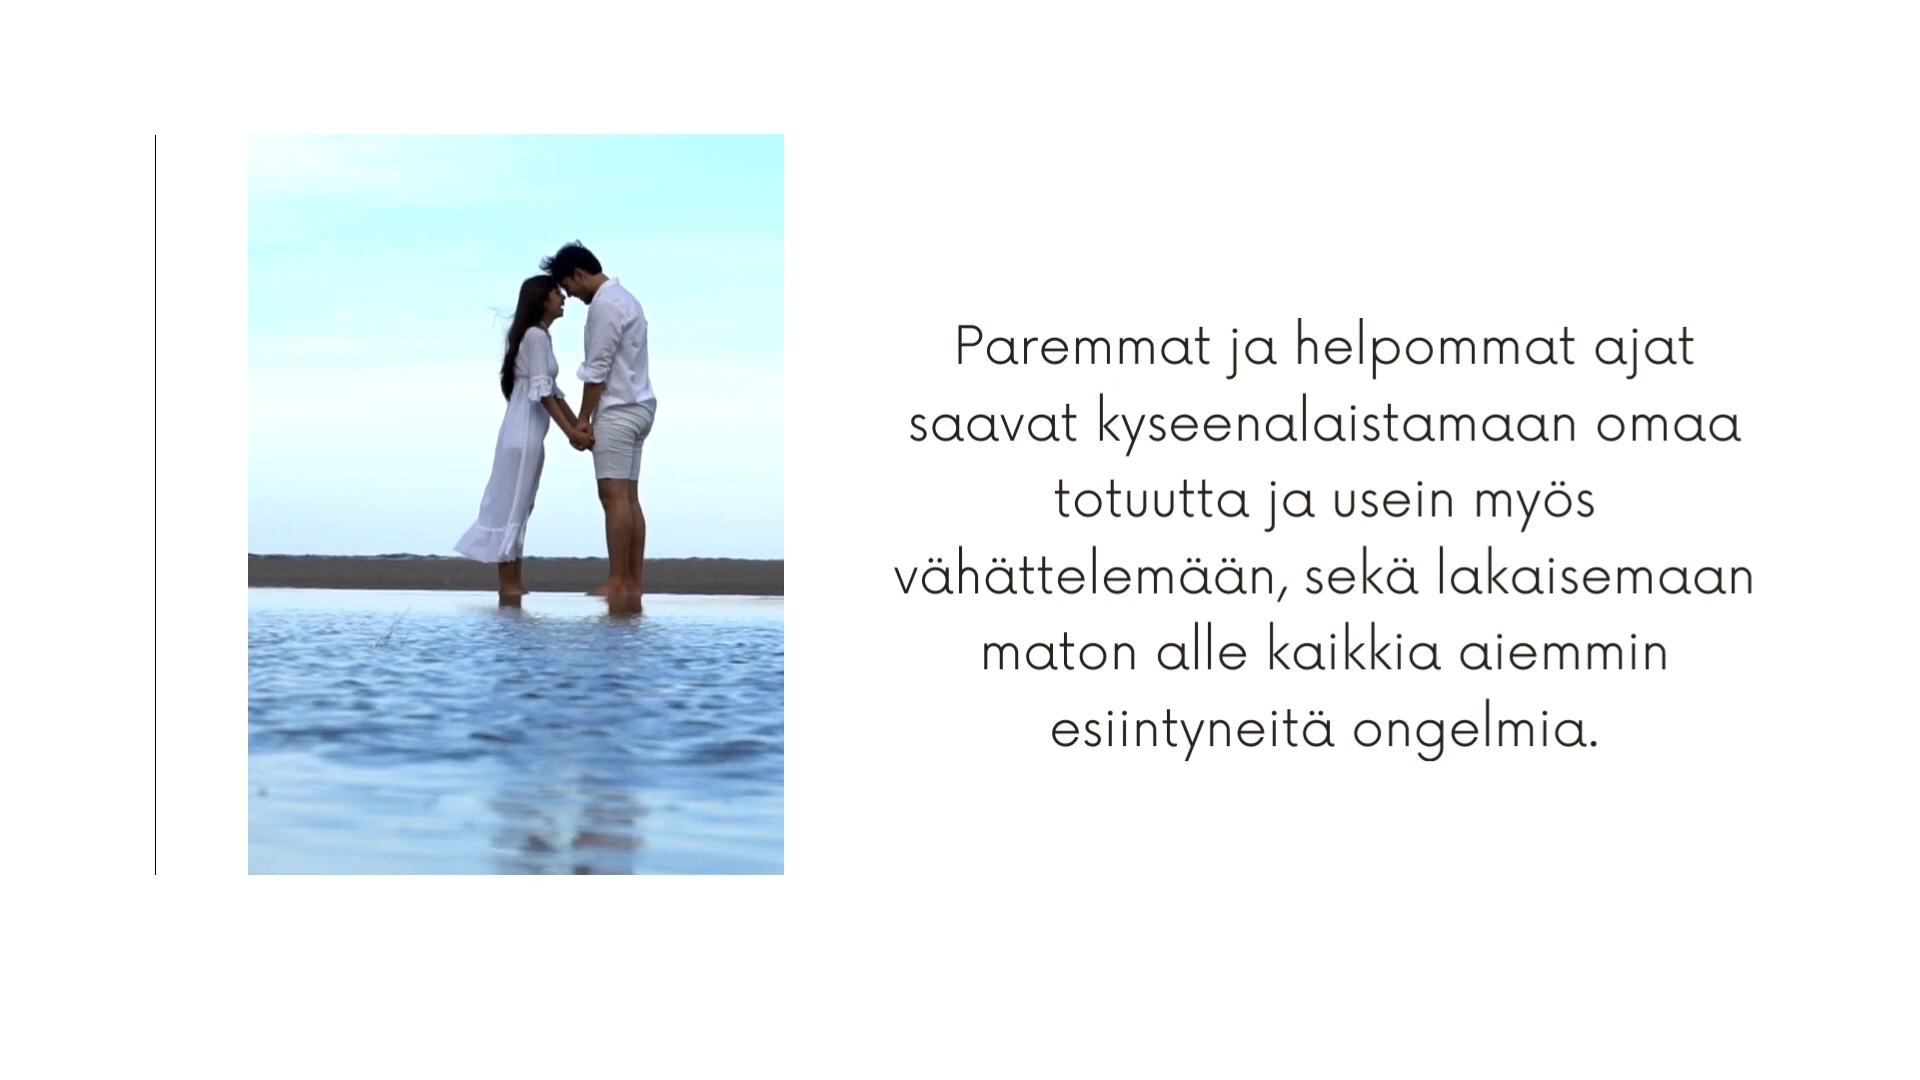 Paremmat ja helpommat ajat
saavat kyseenalaistamaan omaa
totuutta ja usein myös
vähättelemään, sekä lakaisemaan
maton alle kaikkia aiemmin
esiintyneitä ongelmia.